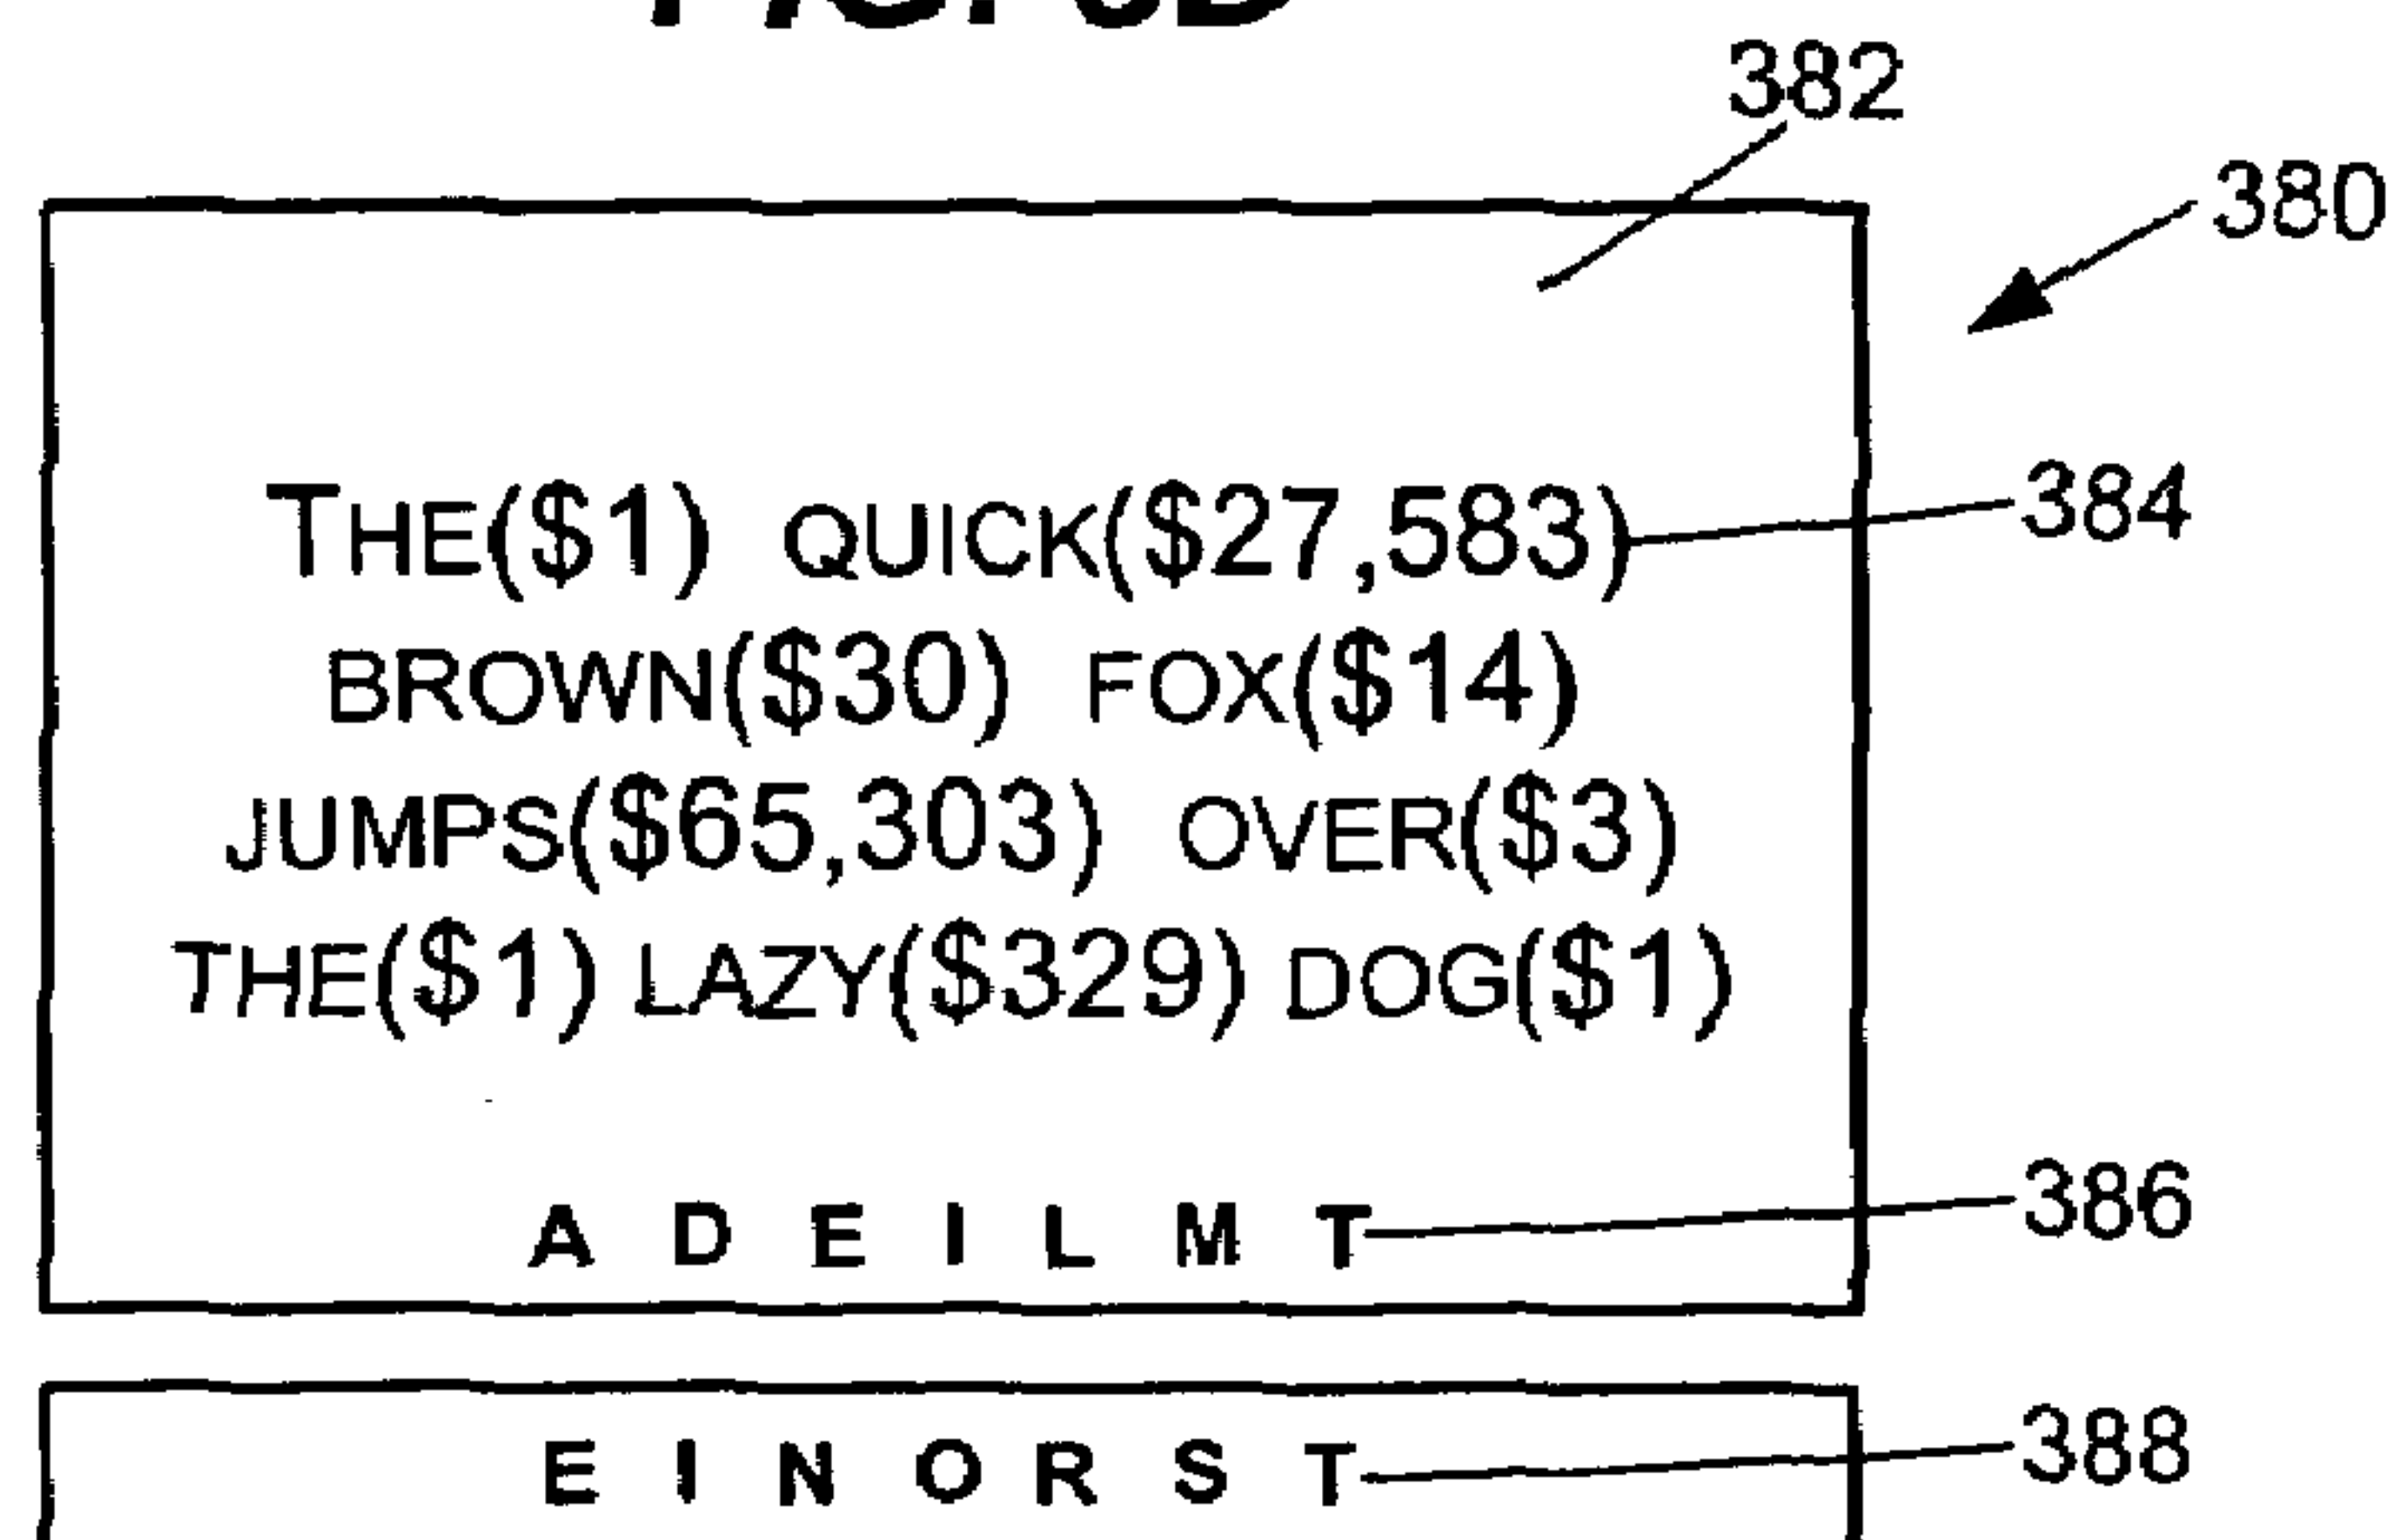 382
380
THE($1) QUICK($27,583) 384
BROWN($30) FOX($14)
JUMPS($65,303) OVER($3)
THE($1) LAZY($329) DOG($1)
A D E I L M T 386
E I N O R S T 388